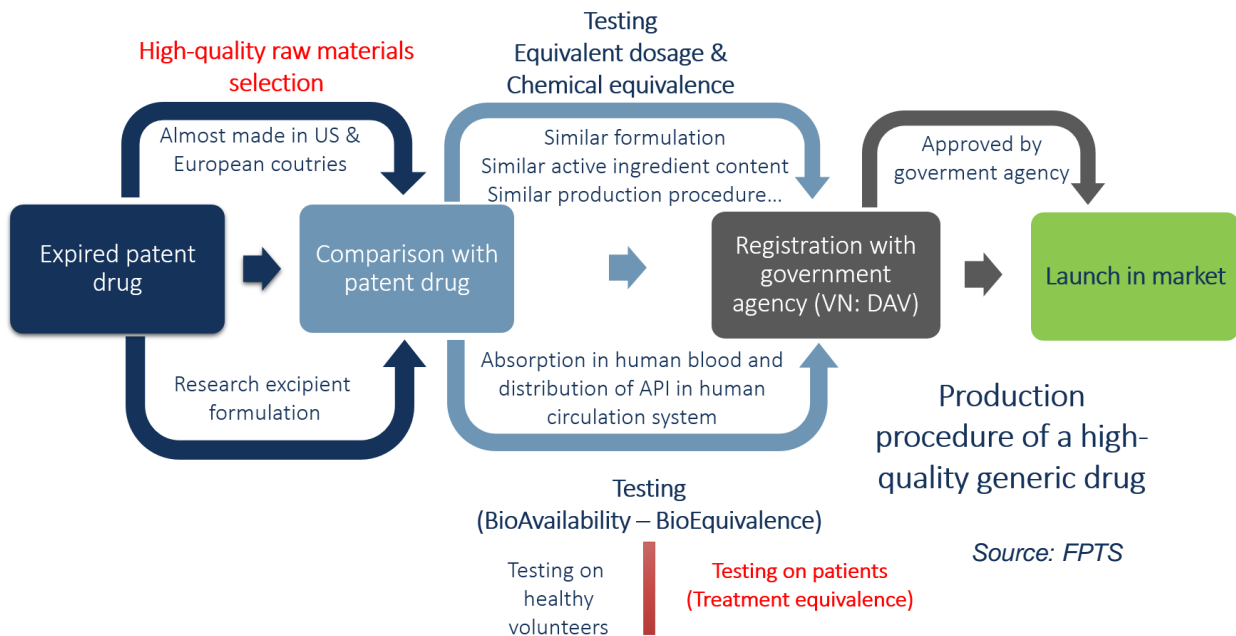 High-quality raw materials
selection
Testing
Equivalent dosage &
Chemical equivalence
Almost made in US &
European coutries
Similar formulation
Similar active ingredient content
Similar production procedure...
Approved by
goverment agency
Expired patent
drug
Comparison with
patent drug
Registration with
government
agency (VN: DAV)
Launch in market
Research excipient
formulation
Absorption in human blood and
distribution of API in human
circulation system
Production
procedure of a high-
quality generic drug
Testing
(BioAvailability – BioEquivalence)
Source: FPTS
Testing on
healthy
volunteers
Testing on patients
(Treatment equivalence)